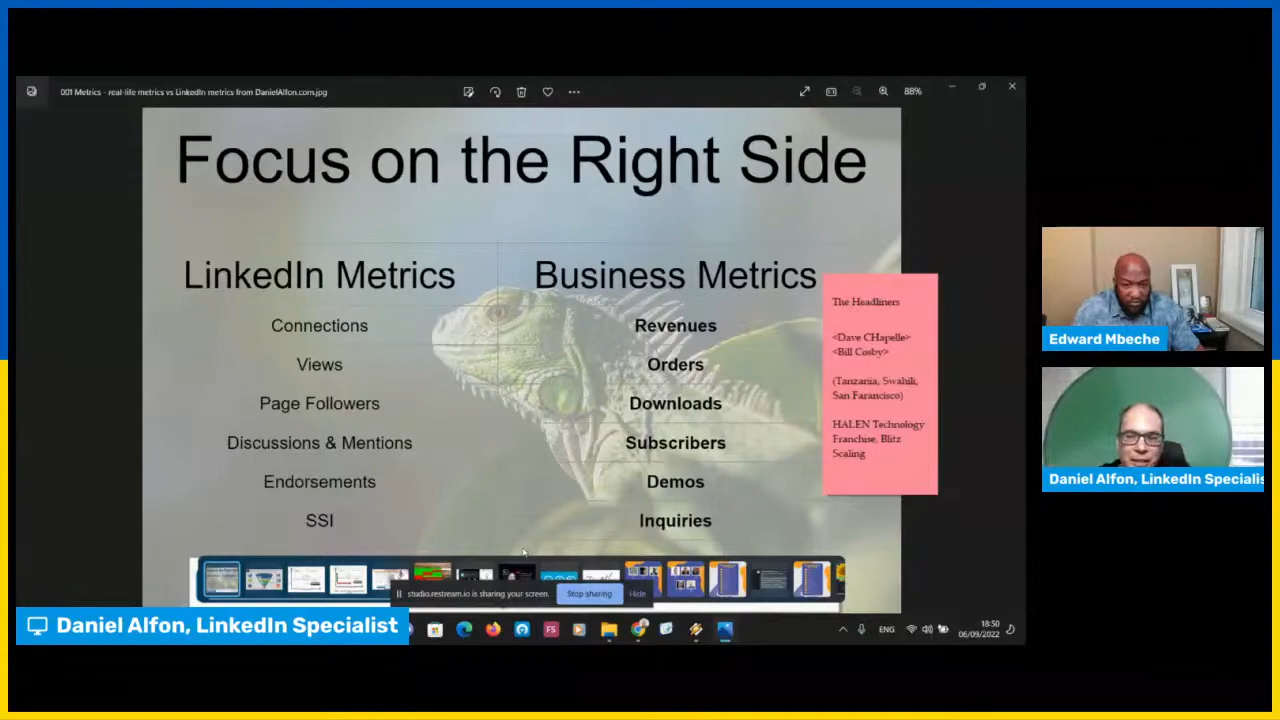 001 Metrics - real-life metrics vs LinkedIn metrics from DanielAlfon.com.jpg
88%
Focus on the Right Side
LinkedIn Metrics
Business Metrics
Connections
Revenues
Views
Orders
Page Followers
Downloads
Discussions & Mentions
Subscribers
Endorsements
Demos
SSI
Inquiries
The Headliners
<Dave CHapelle>
<Bill Cosby>
(Tanzania, Swahili,
San Farancisco)
HALEN Technology
Franchise, Blitz
Scaling
Edward Mbeche
Daniel Alfon, LinkedIn Specialis
studio.restream.io is sharing your screen.
Stop sharing
Hide
Daniel Alfon, LinkedIn Specialist
FS
ENG
18:50
06/09/2022